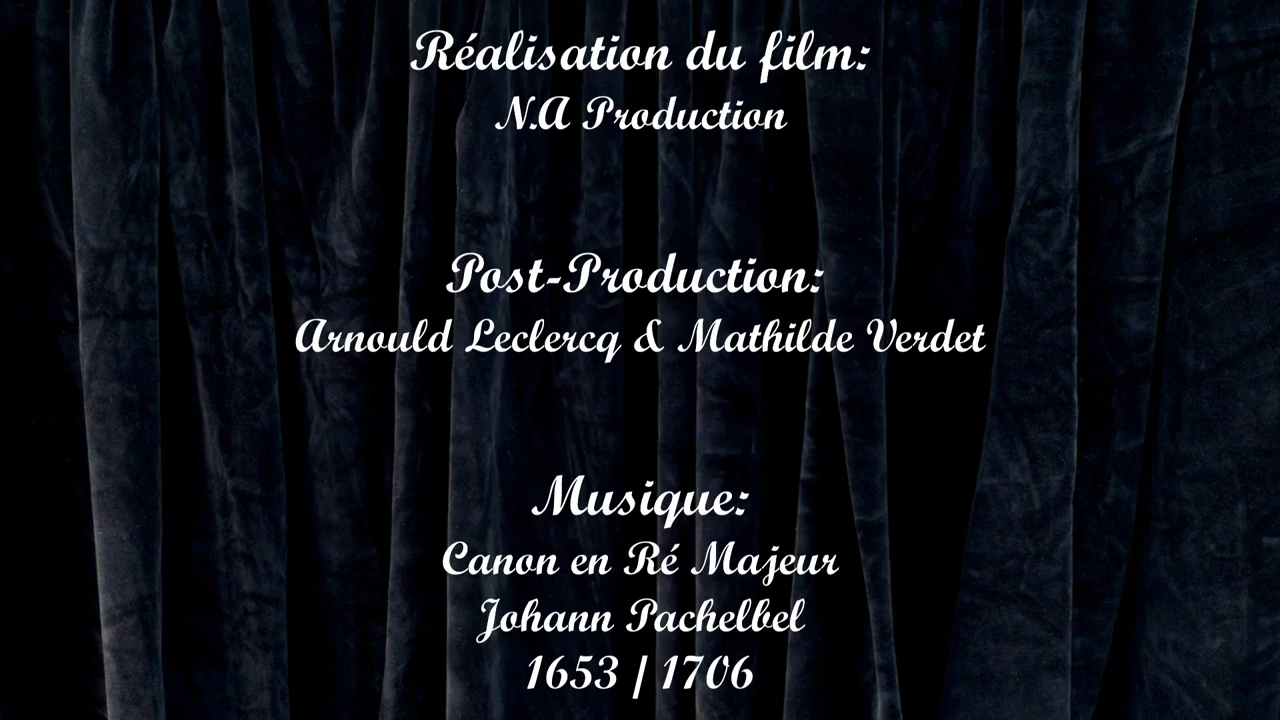 Réalisation du film:
N.A Production
Post-Production:
Arnould Leclercq & Mathilde Verdet
Musique:
Canon en Ré Majeur
Johann Pachelbel
1653 / 1706